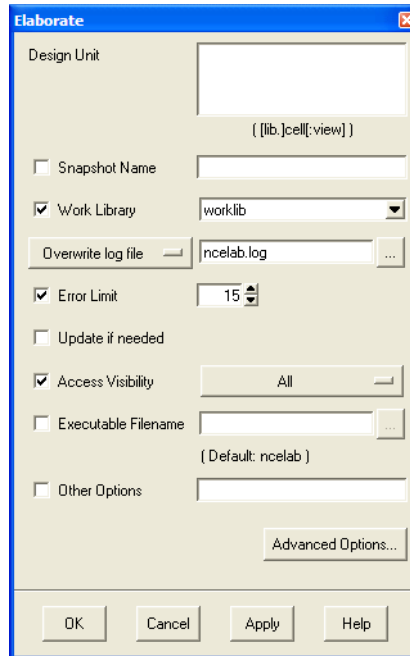 Elaborate
Design Unit
( [lib.]cell[:view] )
Snapshot Name
Work Library worklib
Overwrite log file ncelab.log ...
Error Limit 15
Update if needed
Access Visibility All
Executable Filename ...
( Default: ncelab )
Other Options
Advanced Options...
OK Cancel Apply Help